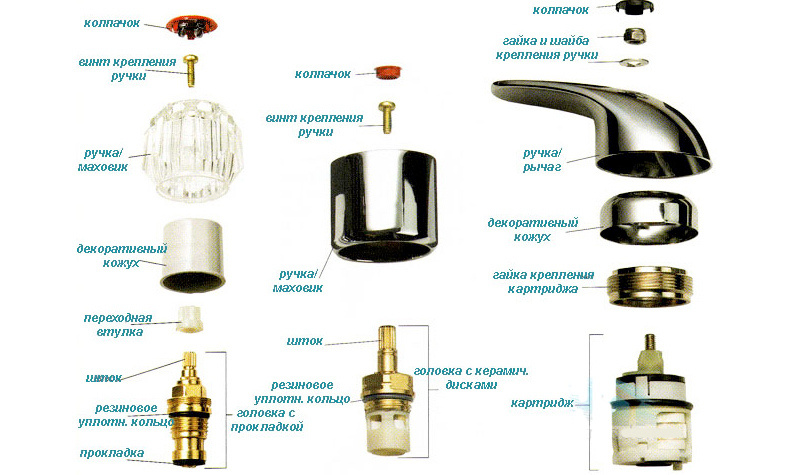 колпачок
винт крепления
ручки
ручка/
маховик
декоративный
кожух
переходная
втулка
шток
резиновое
уплотн. кольцо
головка с
прокладкой
прокладка
колпачок
винт крепления
ручки
ручка/
маховик
шток
резиновое
уплотн. кольцо
головка с керамич.
дисками
колпачок
гайка и шайба
крепления ручки
ручка/
рычаг
декоративный
кожух
гайка крепления
картриджа
картридж